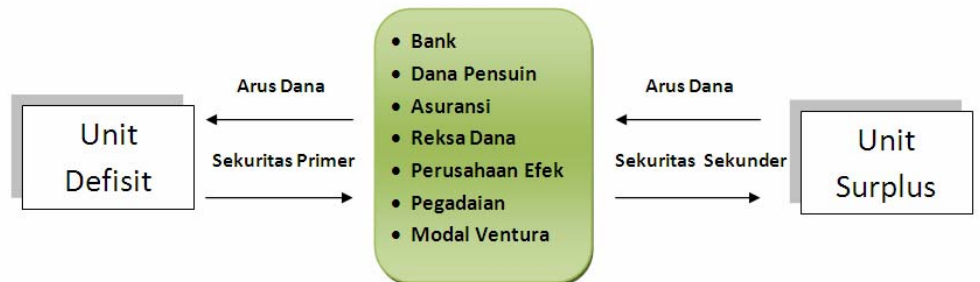 Unit
Defisit
Arus Dana
Sekuritas Primer
• Bank
• Dana Pensuin
• Asuransi
• Reksa Dana
• Perusahaan Efek
• Pegadaian
• Modal Ventura
Arus Dana
Sekuritas Sekunder
Unit
Surplus